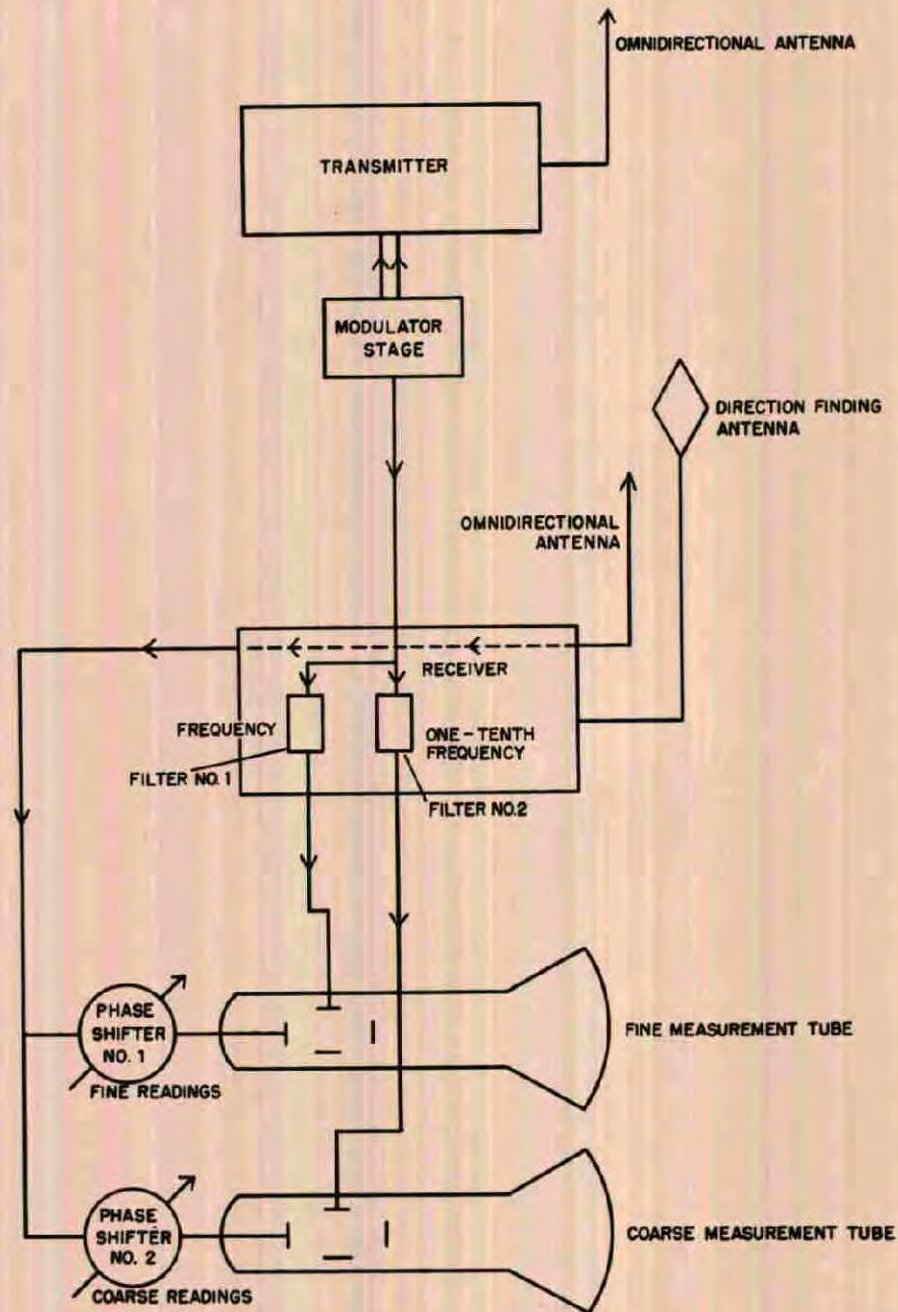 OMNIDIRECTIONAL ANTENNA
TRANSMITTER
MODULATOR
STAGE
DIRECTION FINDING
ANTENNA
OMNIDIRECTIONAL
ANTENNA
RECEIVER
FREQUENCY
ONE-TENTH
FREQUENCY
FILTER NO. 1
FILTER NO. 2
PHASE
SHIFTER
NO. 1
FINE MEASUREMENT TUBE
FINE READINGS
PHASE
SHIFTER
NO. 2
COARSE MEASUREMENT TUBE
COARSE READINGS